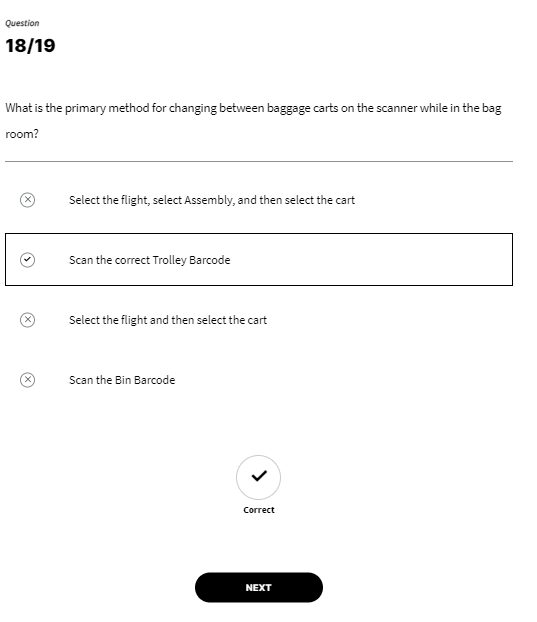 Question
18/19
What is the primary method for changing between baggage carts on the scanner while in the bag
room?
Select the flight, select Assembly, and then select the cart
Scan the correct Trolley Barcode
Select the flight and then select the cart
Scan the Bin Barcode
Correct
NEXT